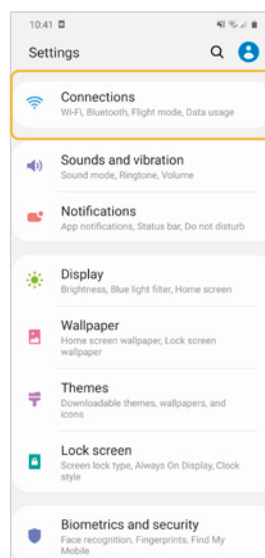 10:41
Settings
Connections
Wi-Fi, Bluetooth, Flight mode, Data usage
Sounds and vibration
Sound mode, Ringtone, Volume
Notifications
App notifications, Status bar, Do not disturb
Display
Brightness, Blue light filter, Home screen
Wallpaper
Home screen wallpaper, Lock screen
wallpaper
Themes
Downloadable themes, wallpapers, and
icons
Lock screen
Screen lock type, Always On Display, Clock
style
Biometrics and security
Face recognition, Fingerprints, Find My
Mobile